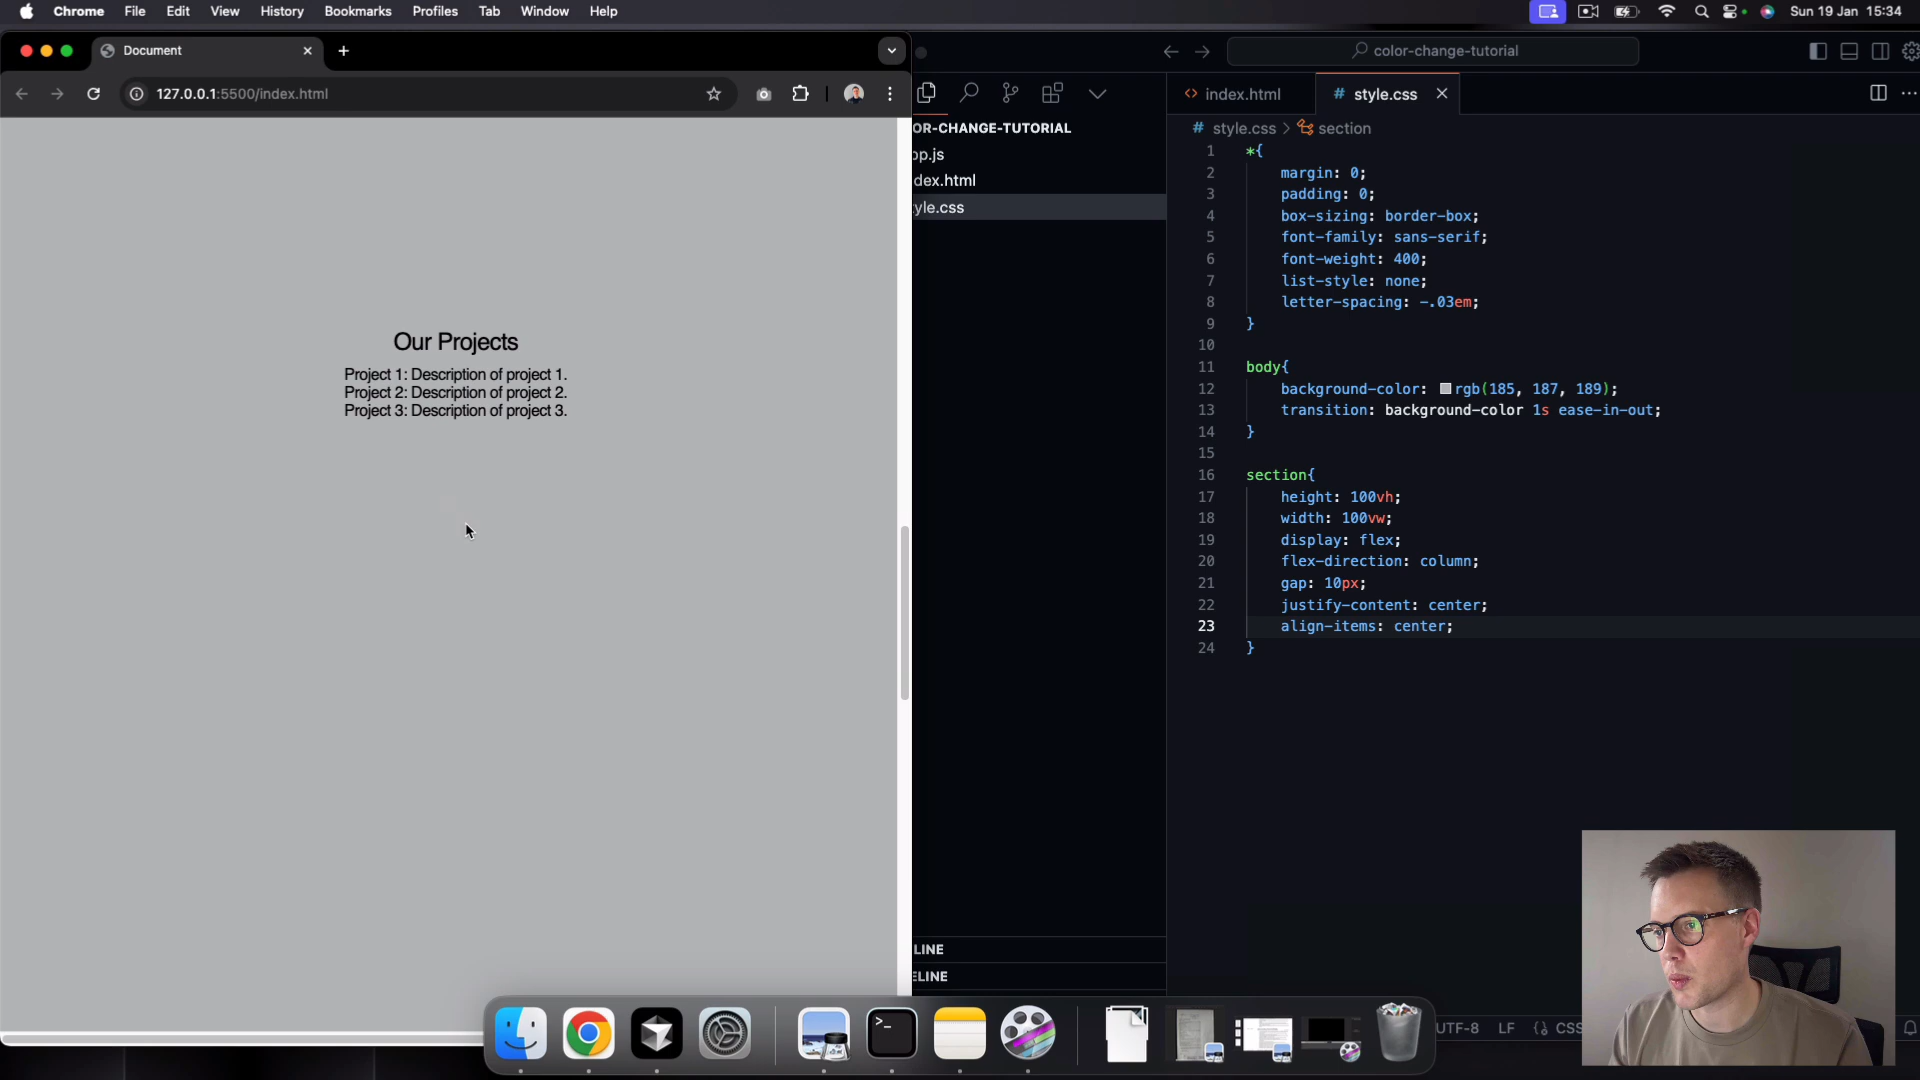 Chrome File Edit View History Bookmarks Profiles Tab Window Help
Sun 19 Jan 15:34
Document
127.0.0.1:5500/index.html
Our Projects
Project 1: Description of project 1.
Project 2: Description of project 2.
Project 3: Description of project 3.
color-change-tutorial
OR-CHANGE-TUTORIAL
pp.js
dex.html
yle.css
LINE
ELINE
index.html
# style.css
# style.css > section
1 *{
2 margin: 0;
3 padding: 0;
4 box-sizing: border-box;
5 font-family: sans-serif;
6 font-weight: 400;
7 list-style: none;
8 letter-spacing: -.03em;
9 }
10
11 body{
12 background-color: rgb(185, 187, 189);
13 transition: background-color 1s ease-in-out;
14 }
15
16 section{
17 height: 100vh;
18 width: 100vw;
19 display: flex;
20 flex-direction: column;
21 gap: 10px;
22 justify-content: center;
23 align-items: center;
24 }
UTF-8 LF {} CSS